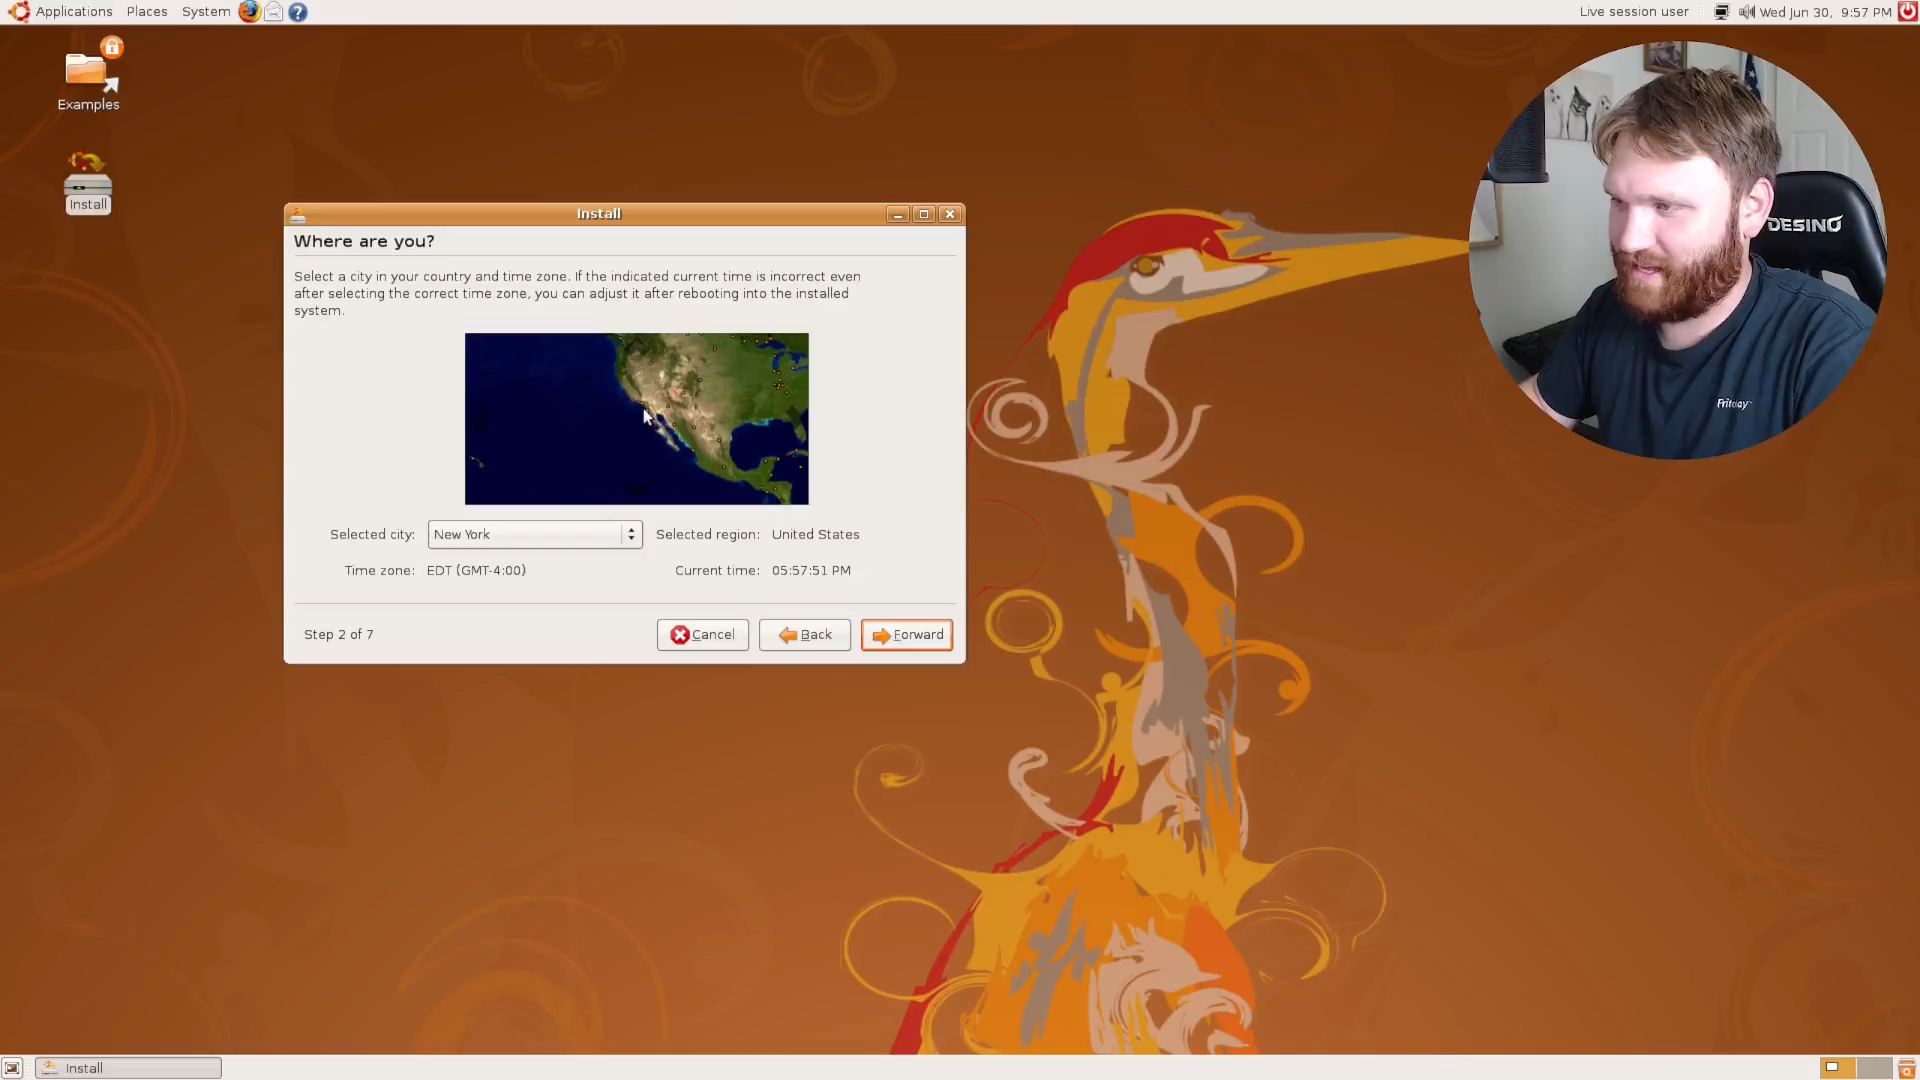 Applications Places System
Live session user
Wed Jun 30, 9:57 PM
Examples
Install
DESINO
Friday
Install
Where are you?
Select a city in your country and time zone. If the indicated current time is incorrect even
after selecting the correct time zone, you can adjust it after rebooting into the installed
system.
Selected city: New York Selected region: United States
Time zone: EDT (GMT-4:00) Current time: 05:57:51 PM
Step 2 of 7 Cancel Back Forward
Install